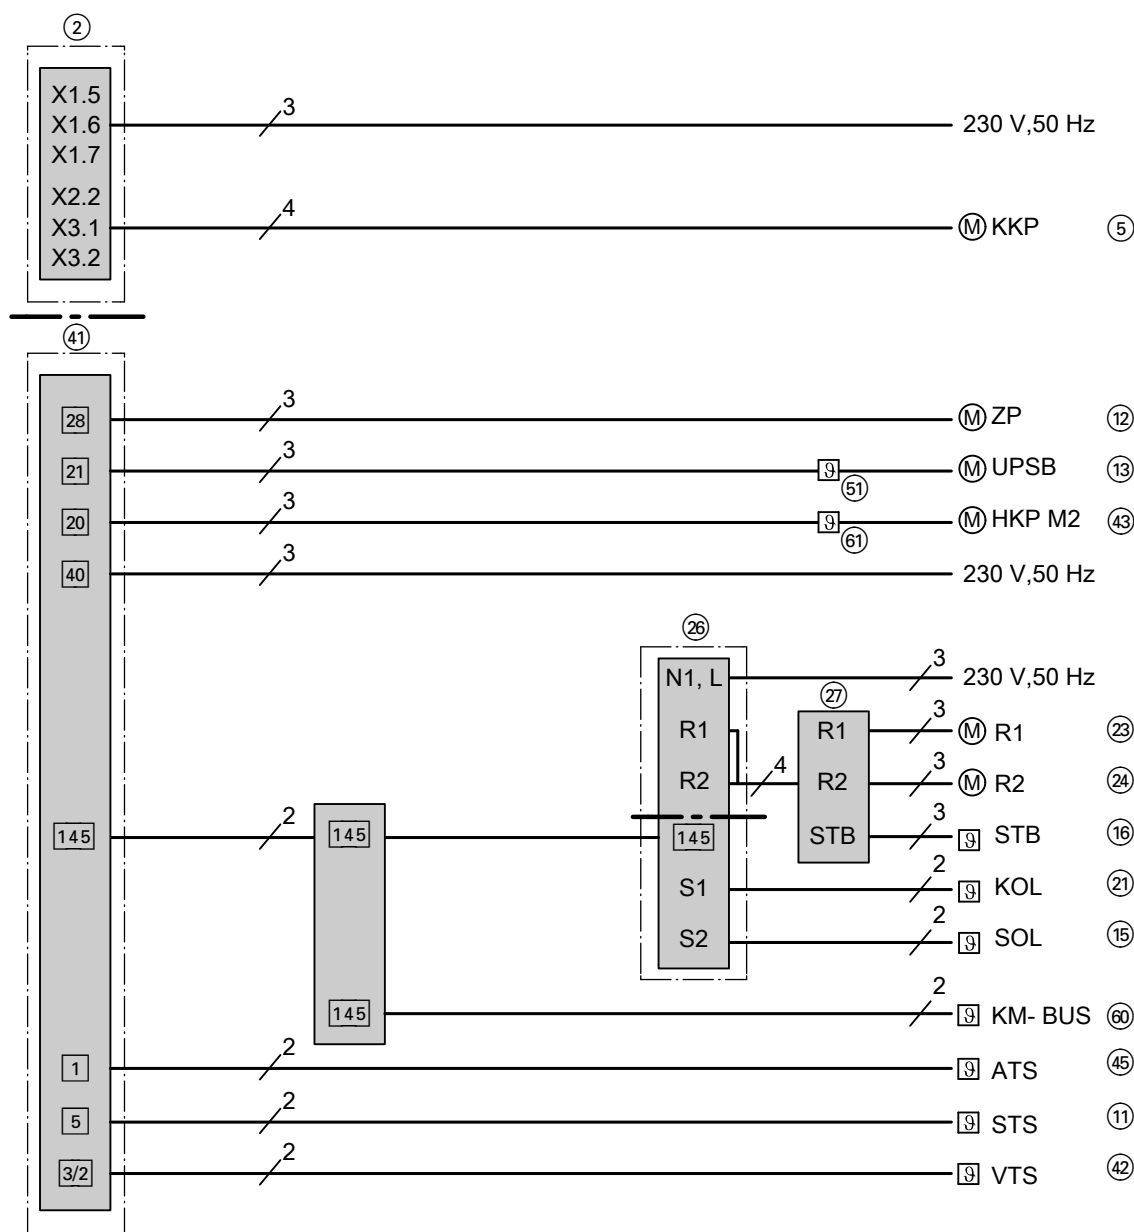 2
X1.5
X1.6
X1.7
3
230 V,50 Hz
X2.2
X3.1
X3.2
4
M KKP 5
41
28 3 M ZP 12
21 3 ϑ 51 M UPSB 13
20 3 ϑ 61 M HKP M2 43
40 3 230 V,50 Hz
26
N1, L 3 230 V,50 Hz
27
R1 R1 3 M R1 23
R2 4 R2 3 M R2 24
145 2 145 145 STB 3 ϑ STB 16
S1 2 ϑ KOL 21
S2 2 ϑ SOL 15
145 2 ϑ KM- BUS 60
1 2 ϑ ATS 45
5 2 ϑ STS 11
3/2 2 ϑ VTS 42